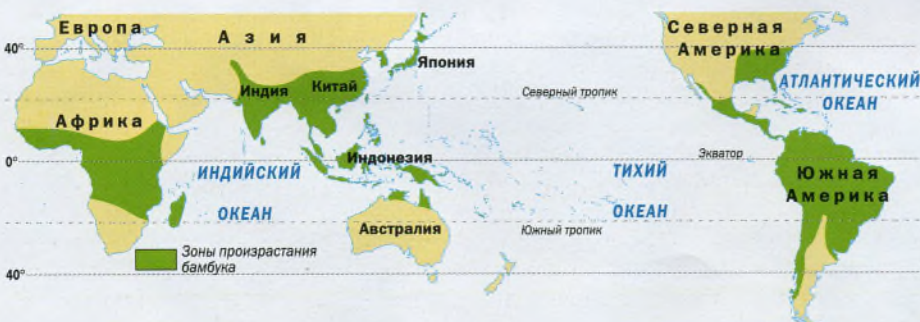 Европа
Азия
Северная
Америка
40°
Япония
Индия
Китай
АТЛАНТИЧЕСКИЙ
ОКЕАН
Северный тропик
Африка
Индонезия
Экватор
0°
ИНДИЙСКИЙ
ОКЕАН
ТИХИЙ
ОКЕАН
Южная
Америка
Австралия
Южный тропик
Зоны произрастания
бамбука
40°